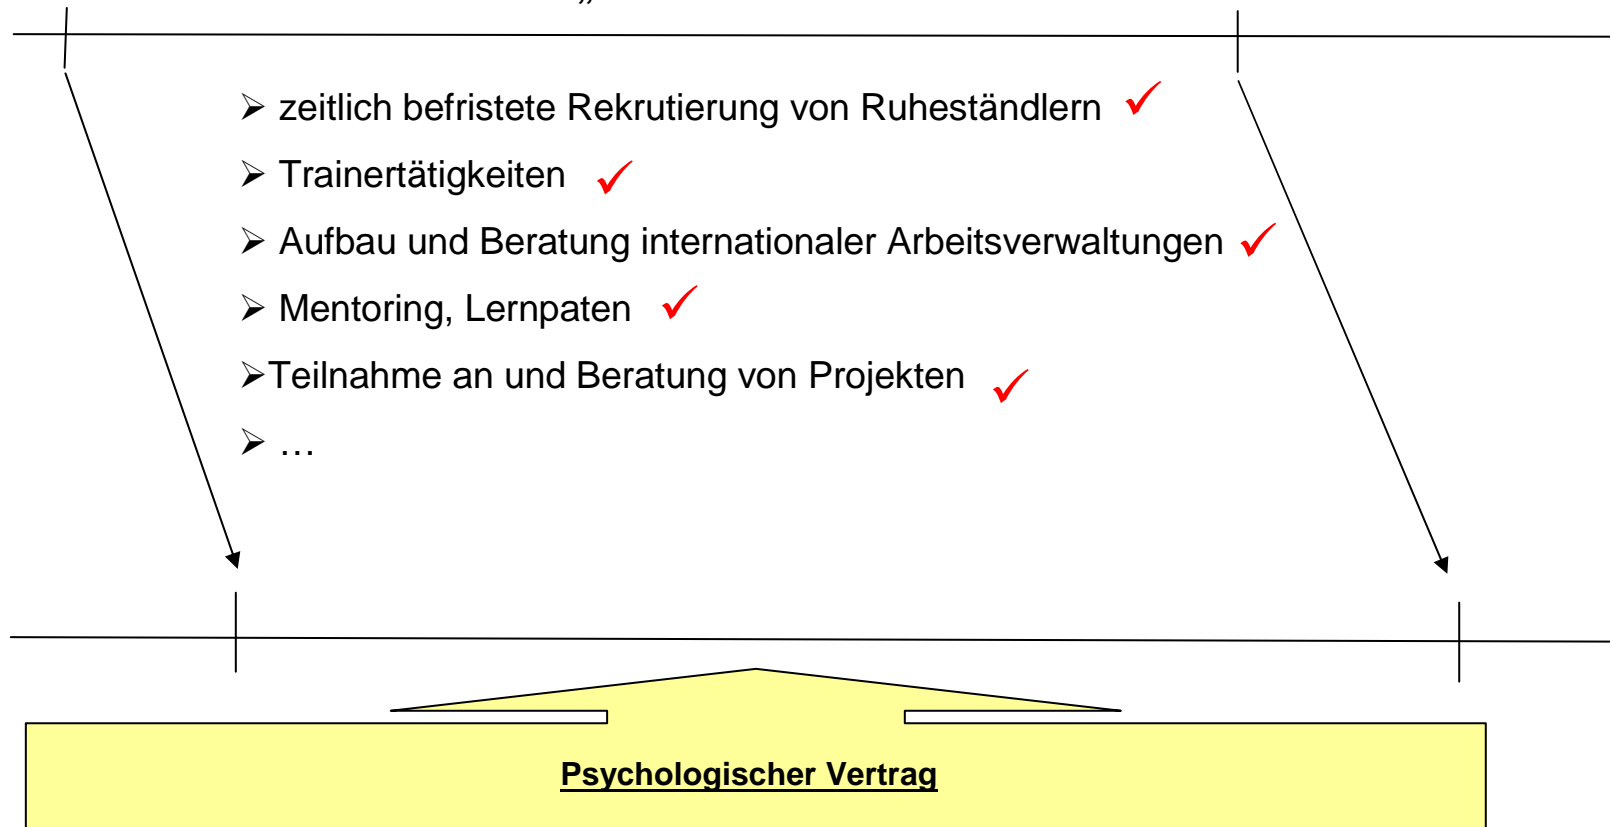 „
➢ zeitlich befristete Rekrutierung von Ruheständlern ✓
➢ Trainertätigkeiten ✓
➢ Aufbau und Beratung internationaler Arbeitsverwaltungen ✓
➢ Mentoring, Lernpaten ✓
➢Teilnahme an und Beratung von Projekten ✓
➢ …
Psychologischer Vertrag